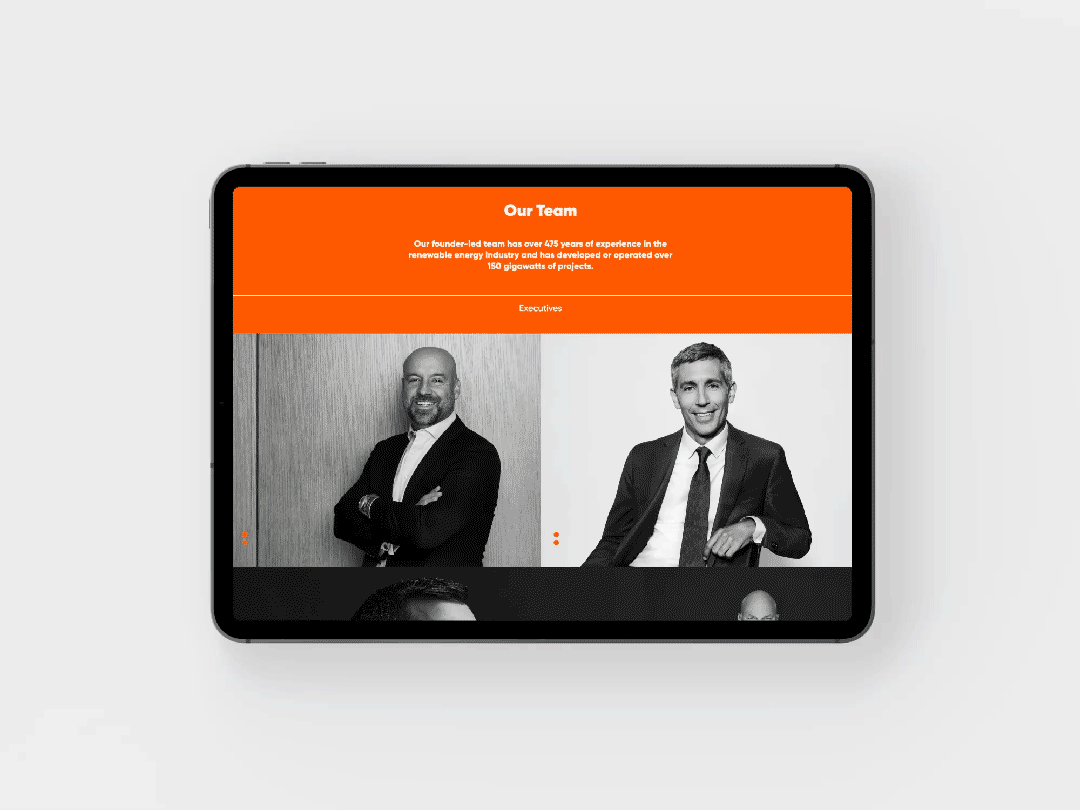 Our Team
Our founder-led team has over 475 years of experience in the
renewable energy industry and has developed or operated over
150 gigawatts of projects.
Executives